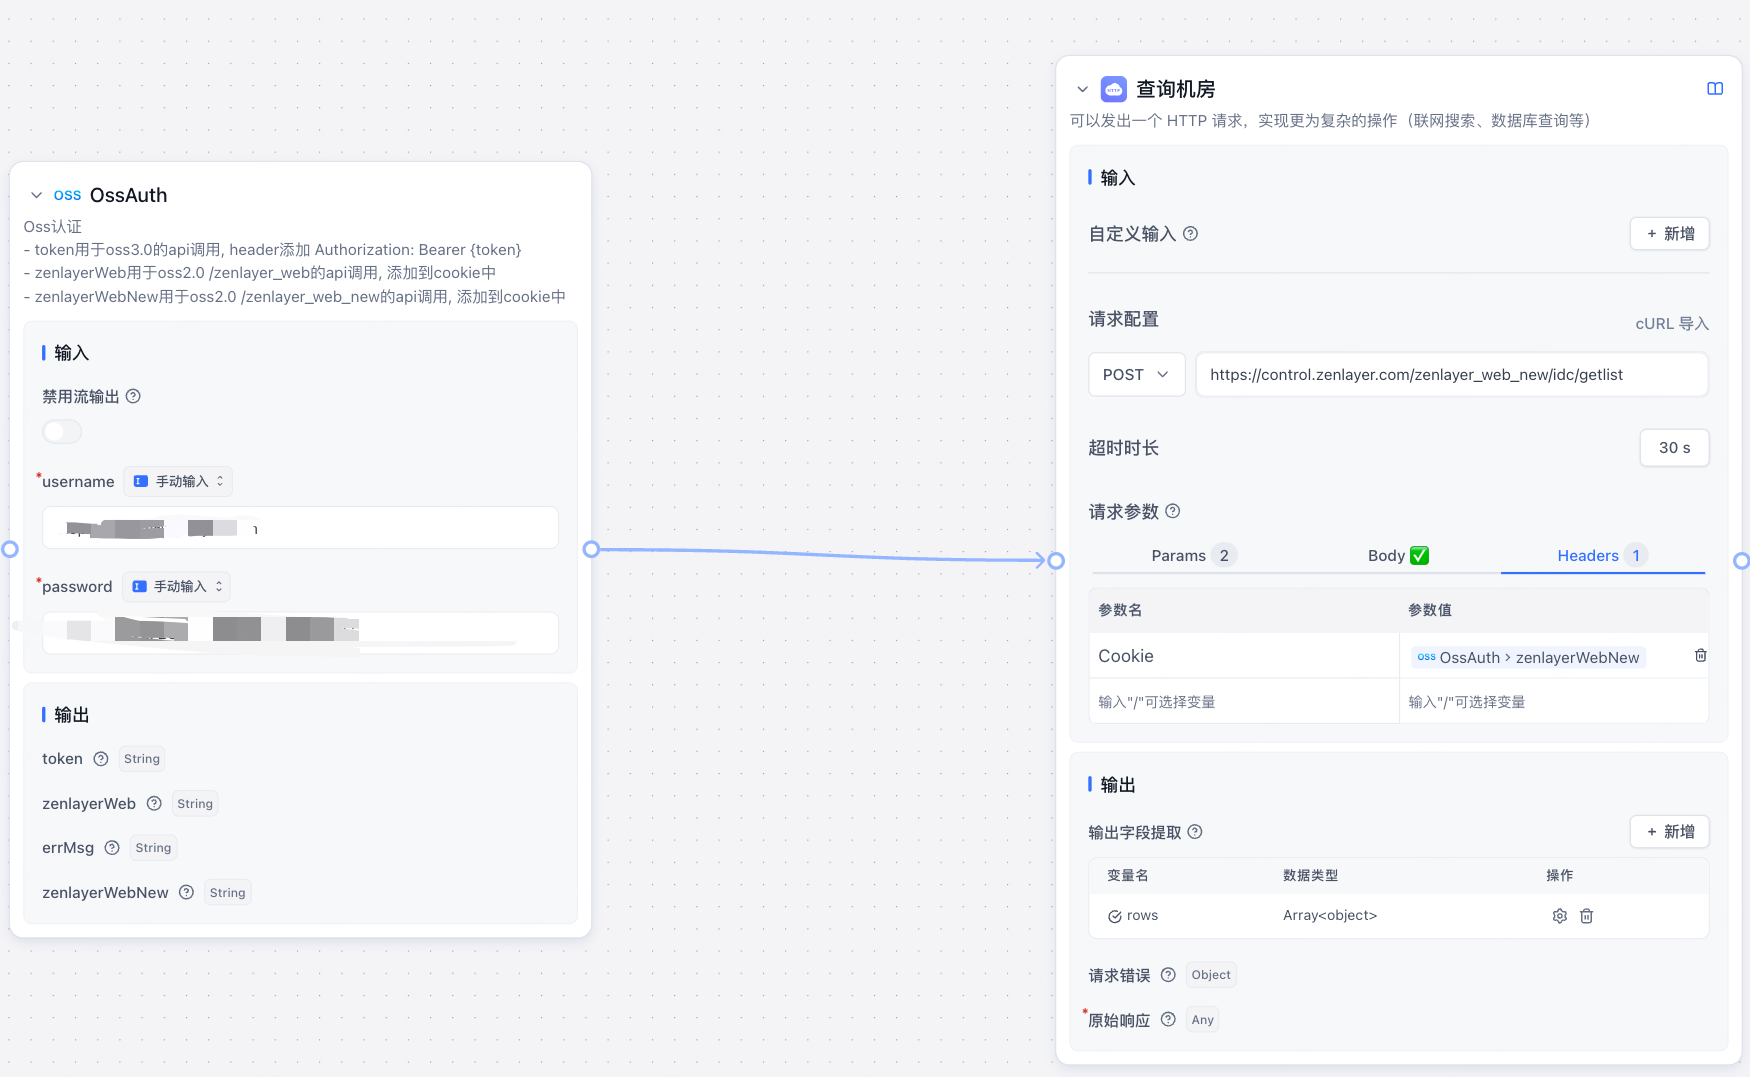 OSS OssAuth
Oss认证
- token用于oss3.0的api调用, header添加 Authorization: Bearer {token}
- zenlayerWeb用于oss2.0 /zenlayer_web的api调用, 添加到cookie中
- zenlayerWebNew用于oss2.0 /zenlayer_web_new的api调用, 添加到cookie中
输入
禁用流输出
*username 手动输入
*password 手动输入
输出
token String
zenlayerWeb String
errMsg String
zenlayerWebNew String
HTTP 查询机房
可以发出一个 HTTP 请求，实现更为复杂的操作（联网搜索、数据库查询等）
输入
自定义输入 + 新增
请求配置 cURL 导入
POST https://control.zenlayer.com/zenlayer_web_new/idc/getlist
超时时长 30 s
请求参数
Params 2 Body ✅ Headers 1
参数名 参数值
Cookie OSS OssAuth › zenlayerWebNew
输入"/"可选择变量 输入"/"可选择变量
输出
输出字段提取 + 新增
变量名 数据类型 操作
rows Array<object>
请求错误 Object
*原始响应 Any